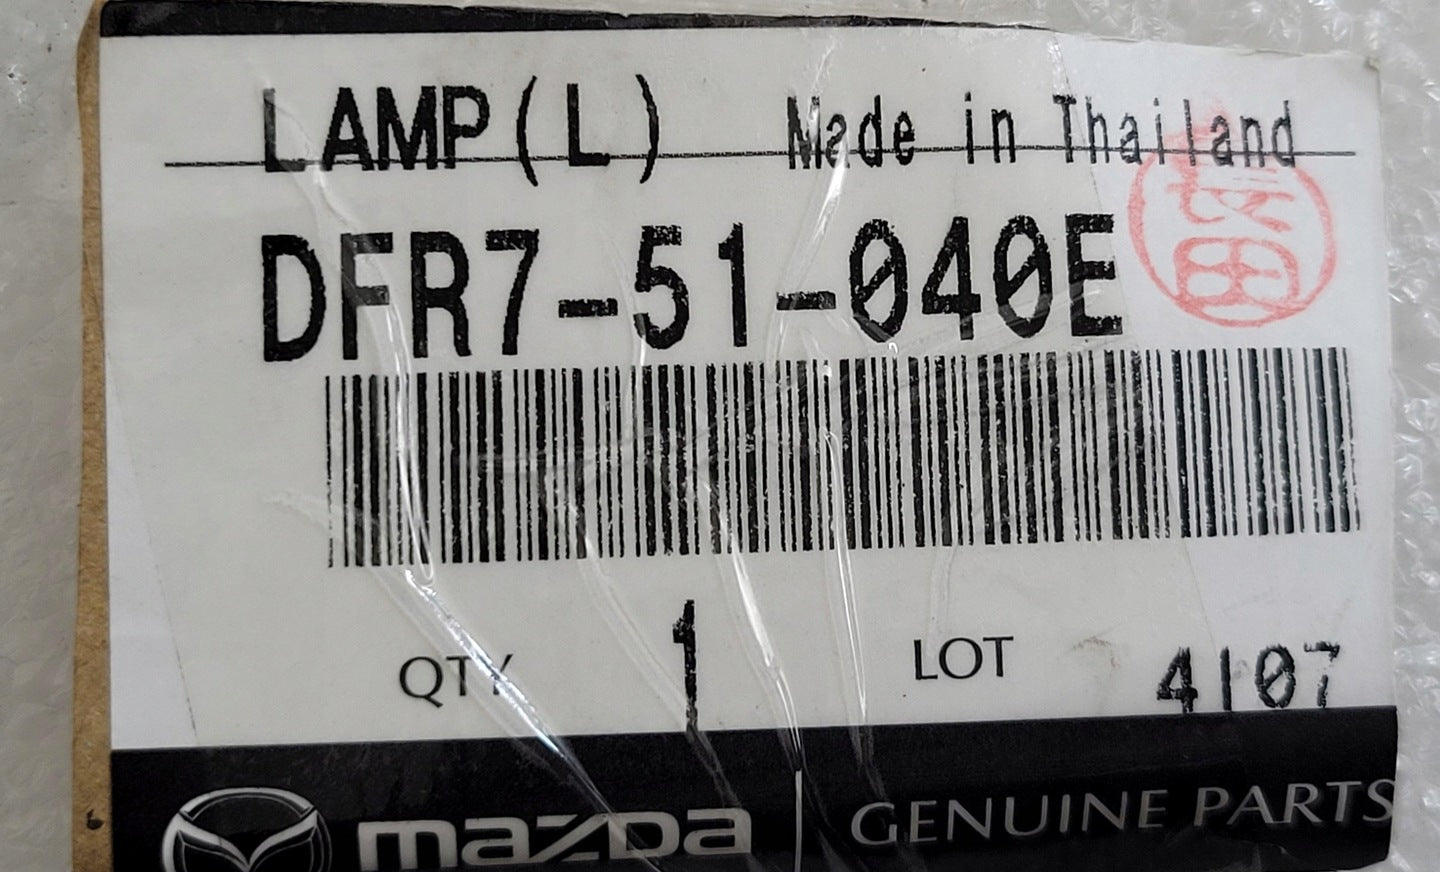 LAMP(L) Made in Thailand
DFR7-51-040E
QTY 1 LOT 4107
mazda GENUINE PARTS